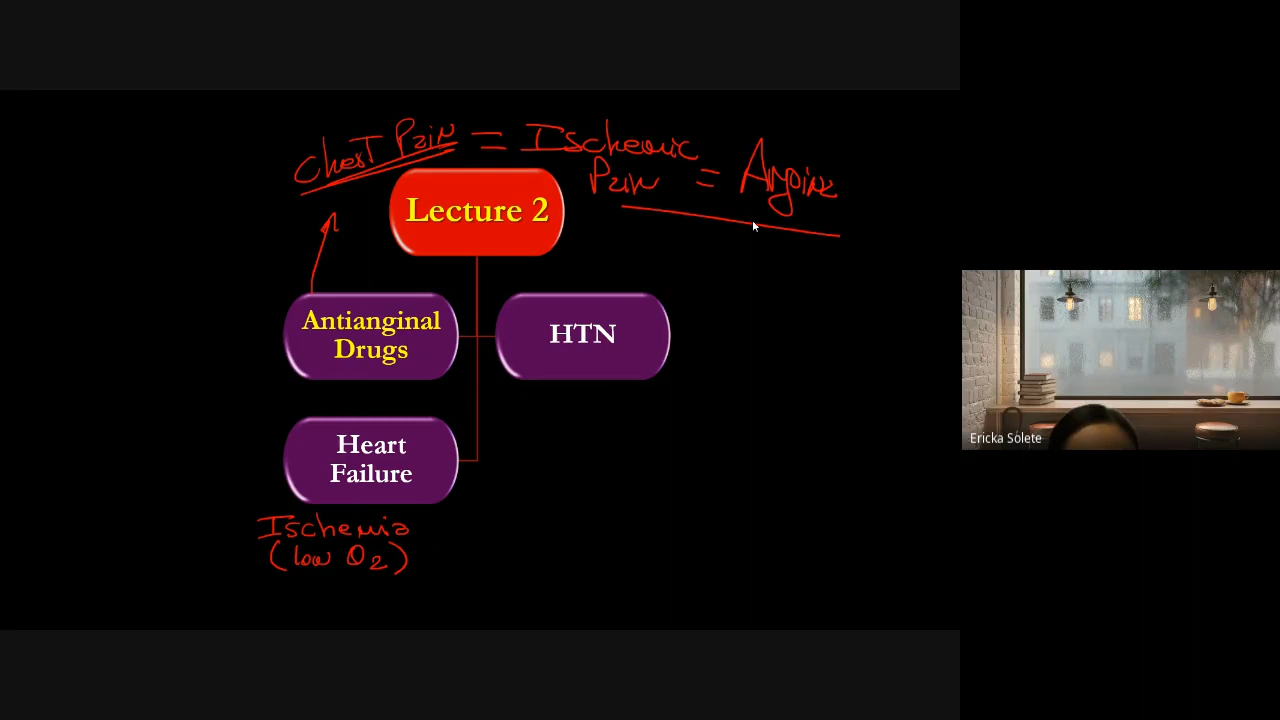 Chest Pain = Ischemic
Pain = Angina
Lecture 2
Antianginal
Drugs
HTN
Heart
Failure
Ischemia
(low O2)
Ericka Solete